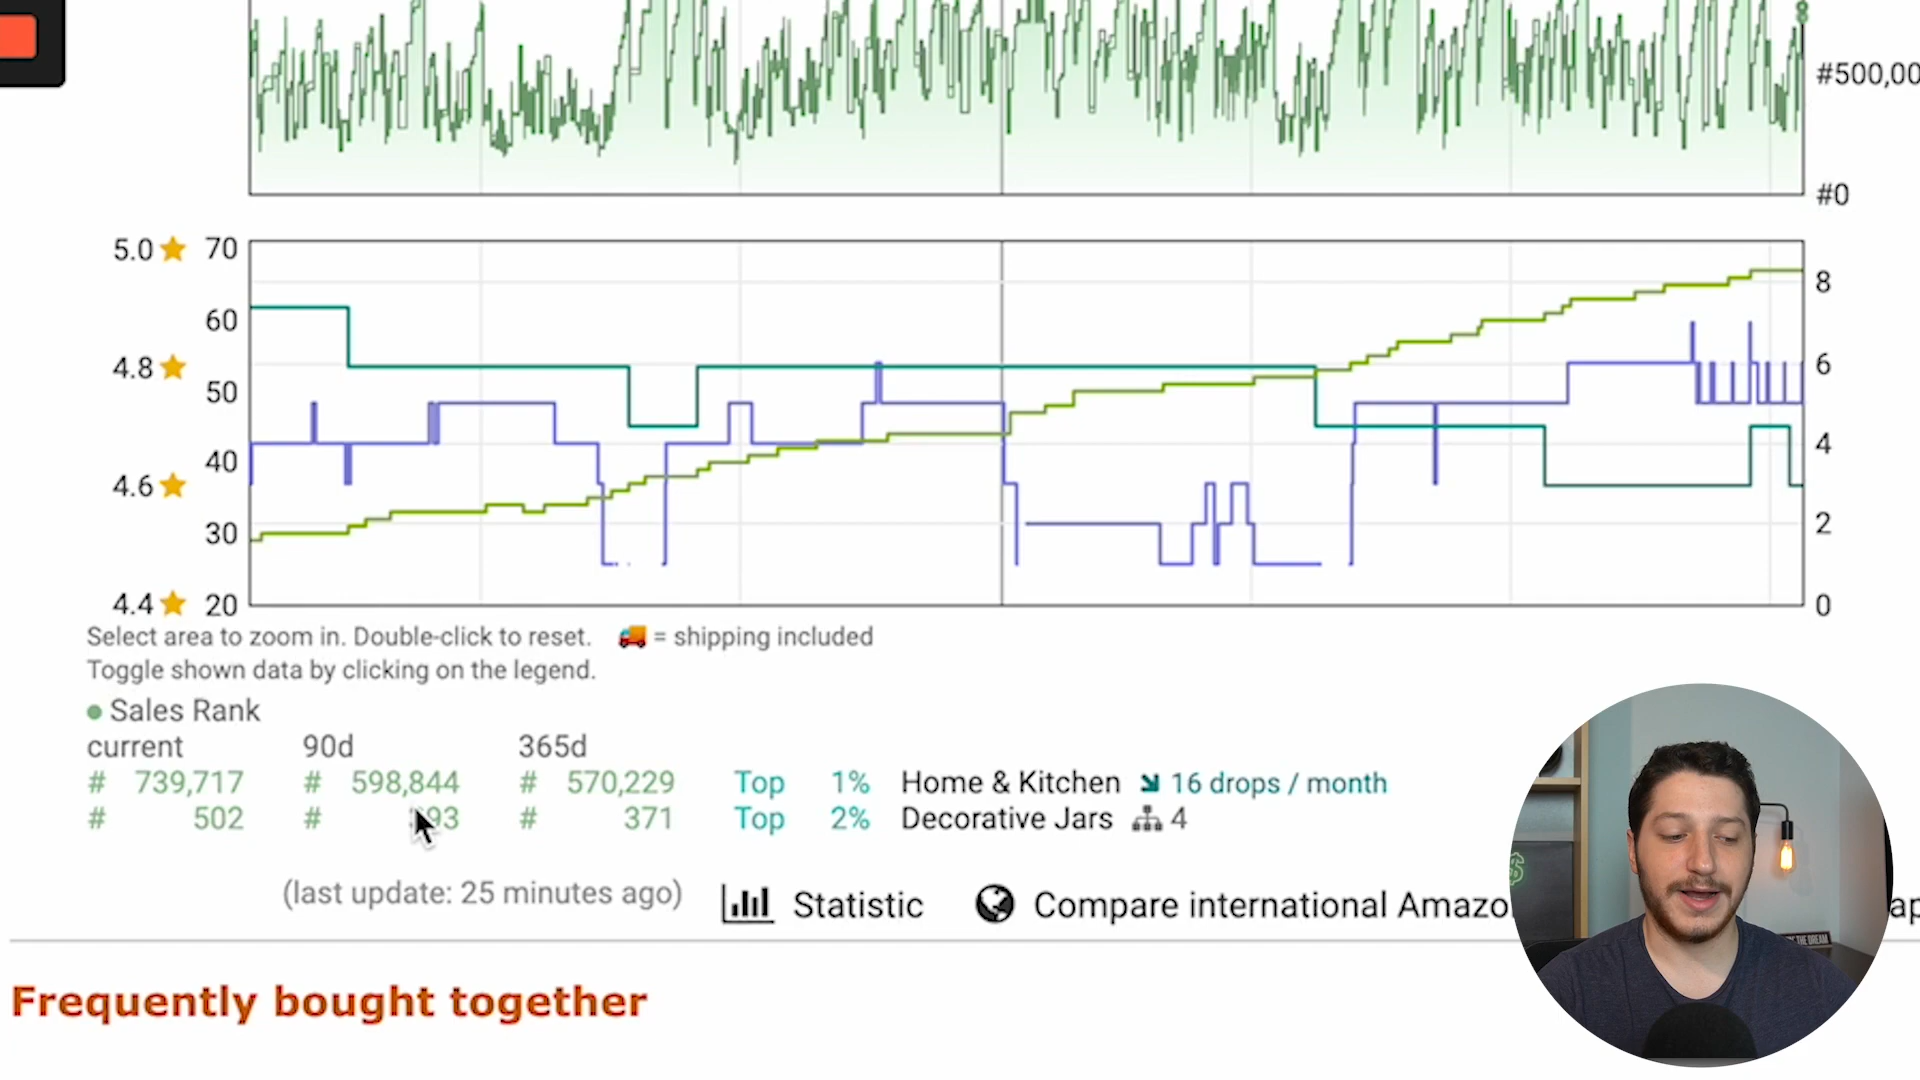 #500,00
#0
5.0 70
60 8
4.8 50 6
40 4
4.6 30 2
4.4 20 0
Select area to zoom in. Double-click to reset. = shipping included
Toggle shown data by clicking on the legend.
Sales Rank
current 90d 365d
# 739,717 # 598,844 # 570,229 Top 1% Home & Kitchen 16 drops / month
# 502 # 93 # 371 Top 2% Decorative Jars 4
(last update: 25 minutes ago) Statistic Compare international Amazo
Frequently bought together
THE DREAM